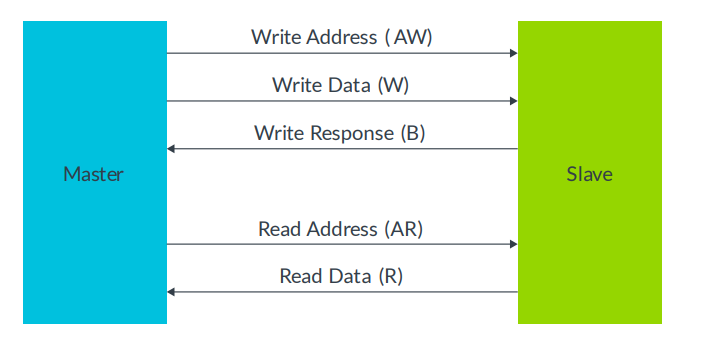 Write Address ( AW)
Write Data (W)
Write Response (B)
Master
Slave
Read Address (AR)
Read Data (R)